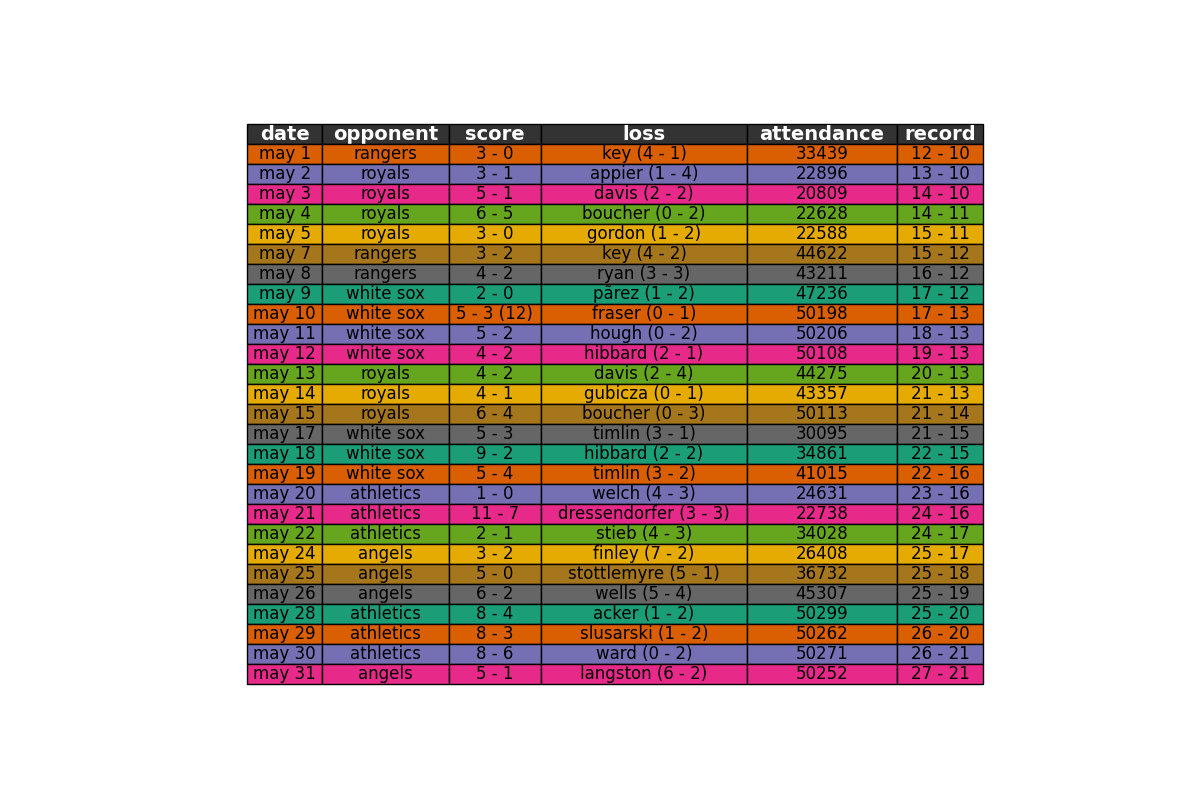 date opponent score loss attendance record
may 1 rangers 3 - 0 key (4 - 1) 33439 12 - 10
may 2 royals 3 - 1 appier (1 - 4) 22896 13 - 10
may 3 royals 5 - 1 davis (2 - 2) 20809 14 - 10
may 4 royals 6 - 5 boucher (0 - 2) 22628 14 - 11
may 5 royals 3 - 0 gordon (1 - 2) 22588 15 - 11
may 7 rangers 3 - 2 key (4 - 2) 44622 15 - 12
may 8 rangers 4 - 2 ryan (3 - 3) 43211 16 - 12
may 9 white sox 2 - 0 pãrez (1 - 2) 47236 17 - 12
may 10 white sox 5 - 3 (12) fraser (0 - 1) 50198 17 - 13
may 11 white sox 5 - 2 hough (0 - 2) 50206 18 - 13
may 12 white sox 4 - 2 hibbard (2 - 1) 50108 19 - 13
may 13 royals 4 - 2 davis (2 - 4) 44275 20 - 13
may 14 royals 4 - 1 gubicza (0 - 1) 43357 21 - 13
may 15 royals 6 - 4 boucher (0 - 3) 50113 21 - 14
may 17 white sox 5 - 3 timlin (3 - 1) 30095 21 - 15
may 18 white sox 9 - 2 hibbard (2 - 2) 34861 22 - 15
may 19 white sox 5 - 4 timlin (3 - 2) 41015 22 - 16
may 20 athletics 1 - 0 welch (4 - 3) 24631 23 - 16
may 21 athletics 11 - 7 dressendorfer (3 - 3) 22738 24 - 16
may 22 athletics 2 - 1 stieb (4 - 3) 34028 24 - 17
may 24 angels 3 - 2 finley (7 - 2) 26408 25 - 17
may 25 angels 5 - 0 stottlemyre (5 - 1) 36732 25 - 18
may 26 angels 6 - 2 wells (5 - 4) 45307 25 - 19
may 28 athletics 8 - 4 acker (1 - 2) 50299 25 - 20
may 29 athletics 8 - 3 slusarski (1 - 2) 50262 26 - 20
may 30 athletics 8 - 6 ward (0 - 2) 50271 26 - 21
may 31 angels 5 - 1 langston (6 - 2) 50252 27 - 21